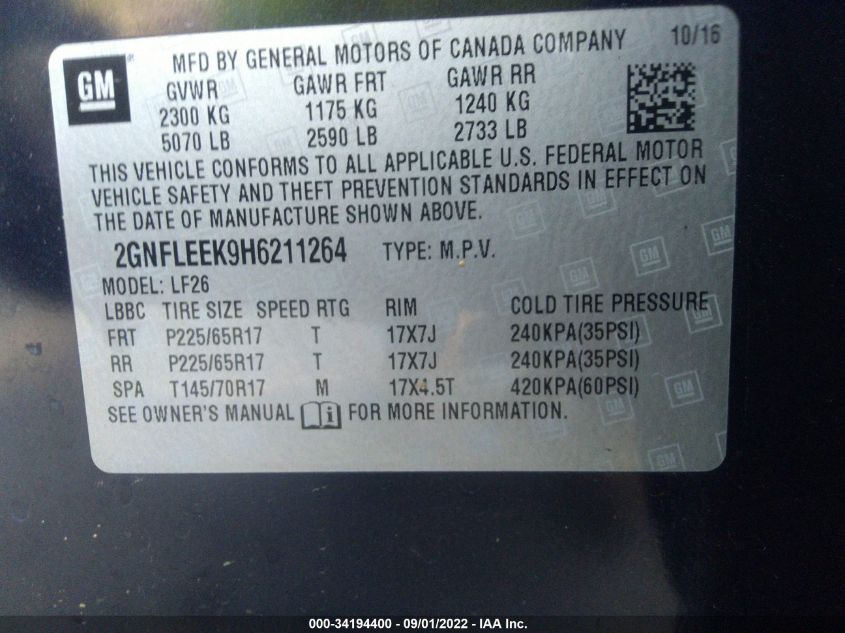 GM
MFD BY GENERAL MOTORS OF CANADA COMPANY 10/16
GVWR GAWR FRT GAWR RR
2300 KG 1175 KG 1240 KG
5070 LB 2590 LB 2733 LB
THIS VEHICLE CONFORMS TO ALL APPLICABLE U.S. FEDERAL MOTOR
VEHICLE SAFETY AND THEFT PREVENTION STANDARDS IN EFFECT ON
THE DATE OF MANUFACTURE SHOWN ABOVE.
2GNFLEEK9H6211264 TYPE: M.P.V.
MODEL: LF26
LBBC TIRE SIZE SPEED RTG RIM COLD TIRE PRESSURE
FRT P225/65R17 T 17X7J 240KPA(35PSI)
RR P225/65R17 T 17X7J 240KPA(35PSI)
SPA T145/70R17 M 17X4.5T 420KPA(60PSI)
SEE OWNER'S MANUAL i FOR MORE INFORMATION.
000-34194400 - 09/01/2022 - IAA Inc.